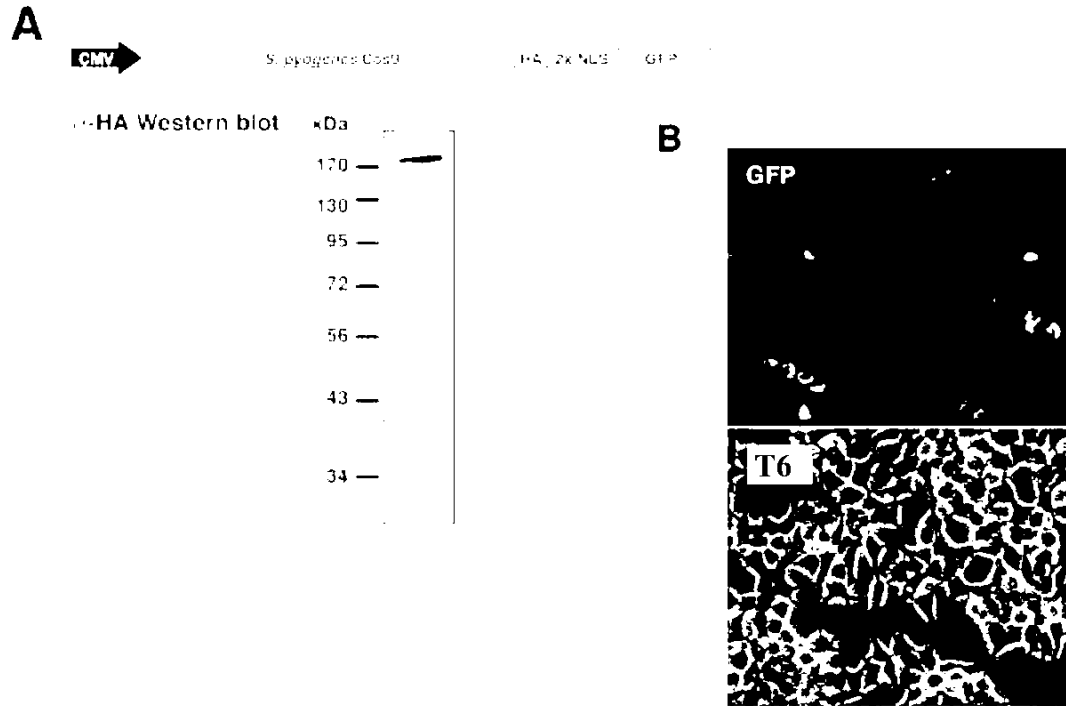 A
CMV
S. pyogenes Cas9
HA 2x NLS GFP
-HA Western blot kDa
170
130
95
72
56
43
34
B
GFP
T6